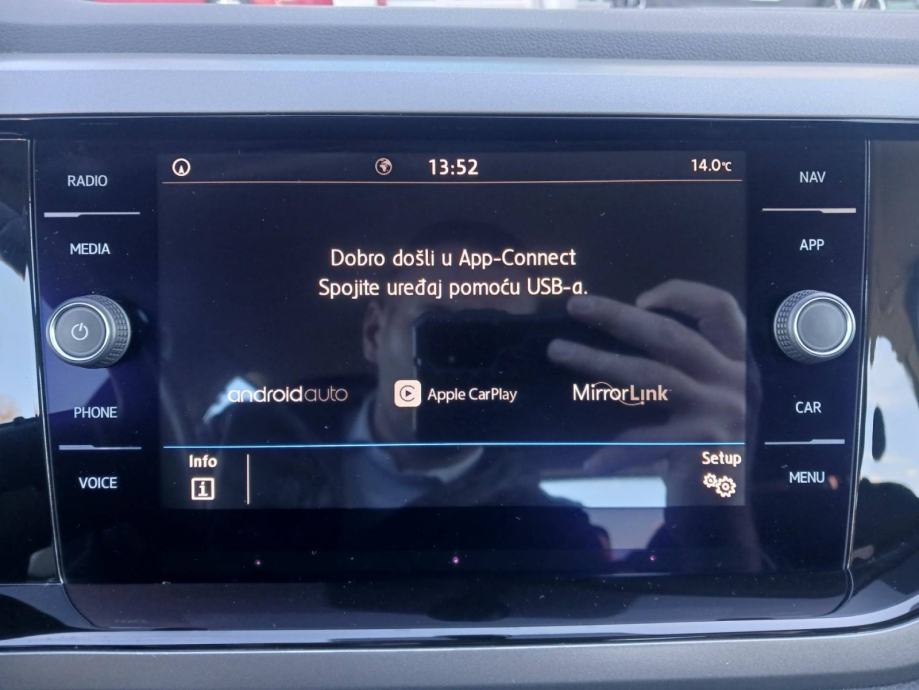 RADIO
MEDIA
PHONE
VOICE
13:52
14.0°C
Dobro došli u App-Connect
Spojite uređaj pomoću USB-a.
androidauto
Apple CarPlay
MirrorLink
Info
Setup
NAV
APP
CAR
MENU